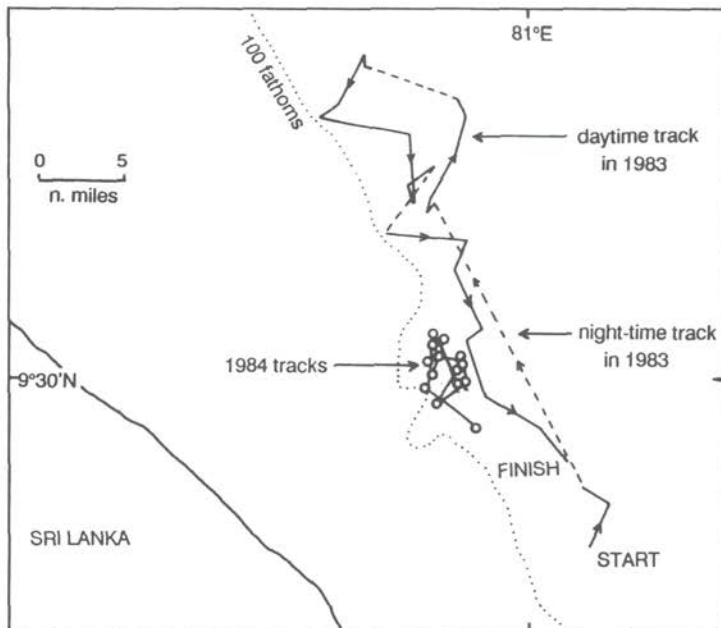 81°E
100 fathoms
0 5
n. miles
daytime track
in 1983
night-time track
in 1983
1984 tracks
9°30'N
FINISH
SRI LANKA
START